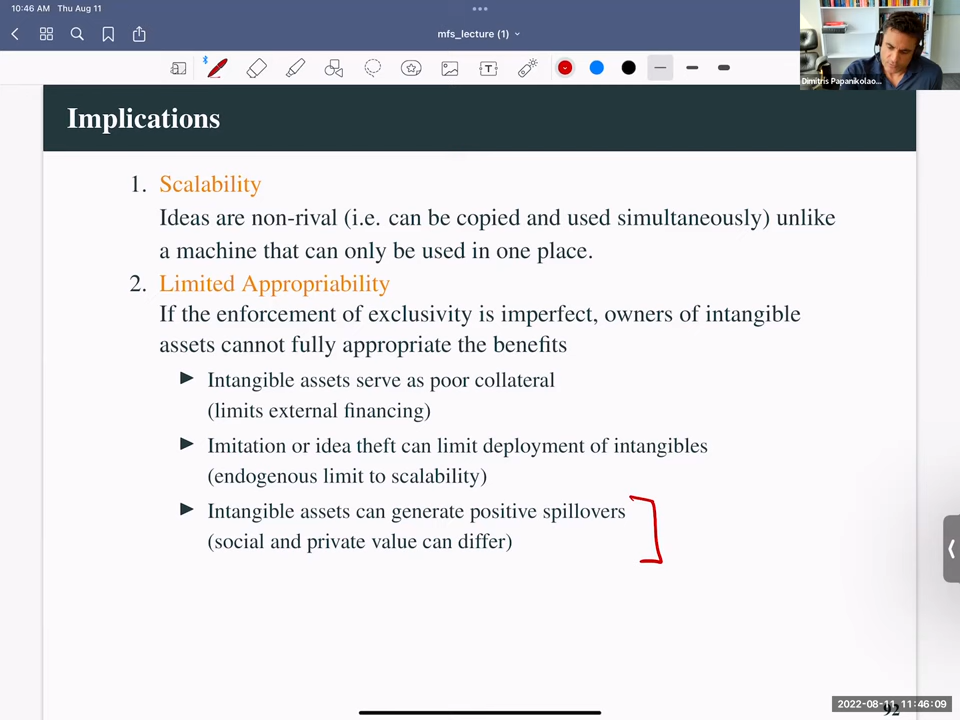 10:46 AM Thu Aug 11
mfs_lecture (1)
Dimitris Papanikolao...
Implications
1. Scalability
Ideas are non-rival (i.e. can be copied and used simultaneously) unlike
a machine that can only be used in one place.
2. Limited Appropriability
If the enforcement of exclusivity is imperfect, owners of intangible
assets cannot fully appropriate the benefits
▶ Intangible assets serve as poor collateral
(limits external financing)
▶ Imitation or idea theft can limit deployment of intangibles
(endogenous limit to scalability)
▶ Intangible assets can generate positive spillovers
(social and private value can differ)
2022-08-11 11:46:09
92